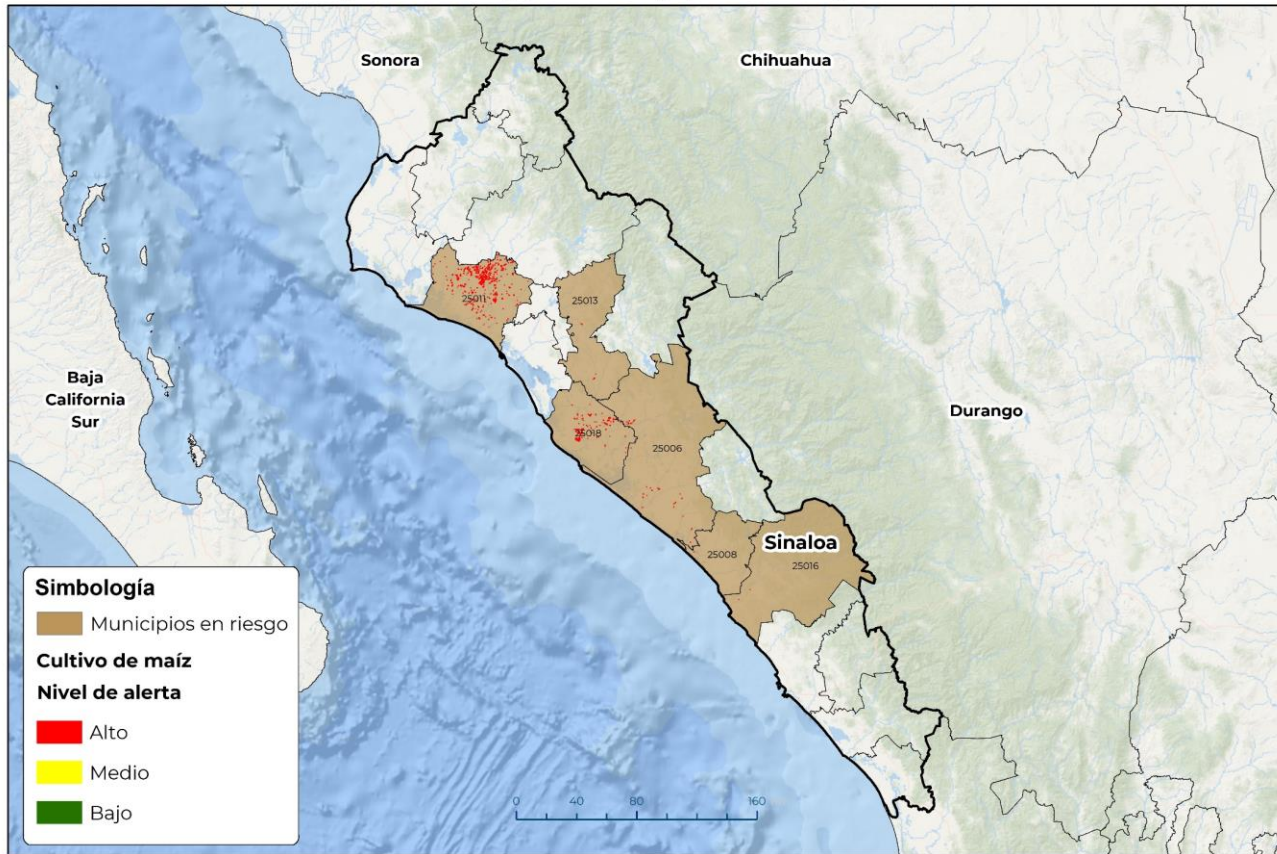 Sonora
Chihuahua
25011
25013
Baja
California
Sur
Durango
25018
25006
Sinaloa
25008
25016
Simbología
Municipios en riesgo
Cultivo de maíz
Nivel de alerta
Alto
Medio
Bajo
0 40 80 160